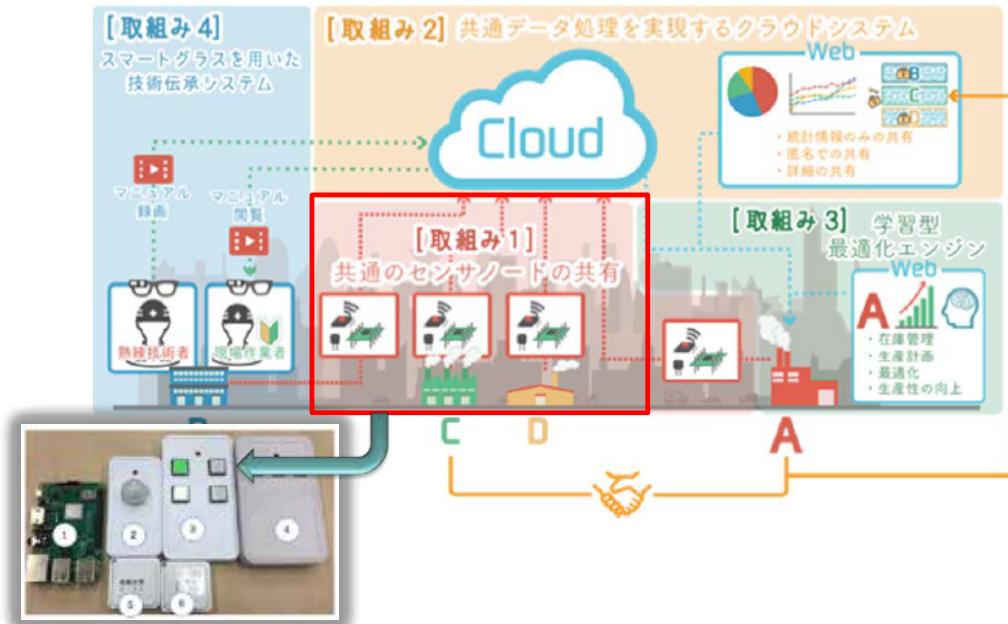 [取組み4]
スマートグラスを用いた
技術伝承システム
[取組み2] 共通データ処理を実現するクラウドシステム
Web
B
C
D
・統計情報のみの共有
・匿名での共有
・詳細の共有
Cloud
マニュアル
録画
マニュアル
閲覧
熟練技術者
現場作業者
[取組み1]
共通のセンサノードの共有
[取組み3] 学習型
最適化エンジン
Web
A
・在庫管理
・生産計画
・最適化
・生産性の向上
C
D
A
1
2
3
4
5
6